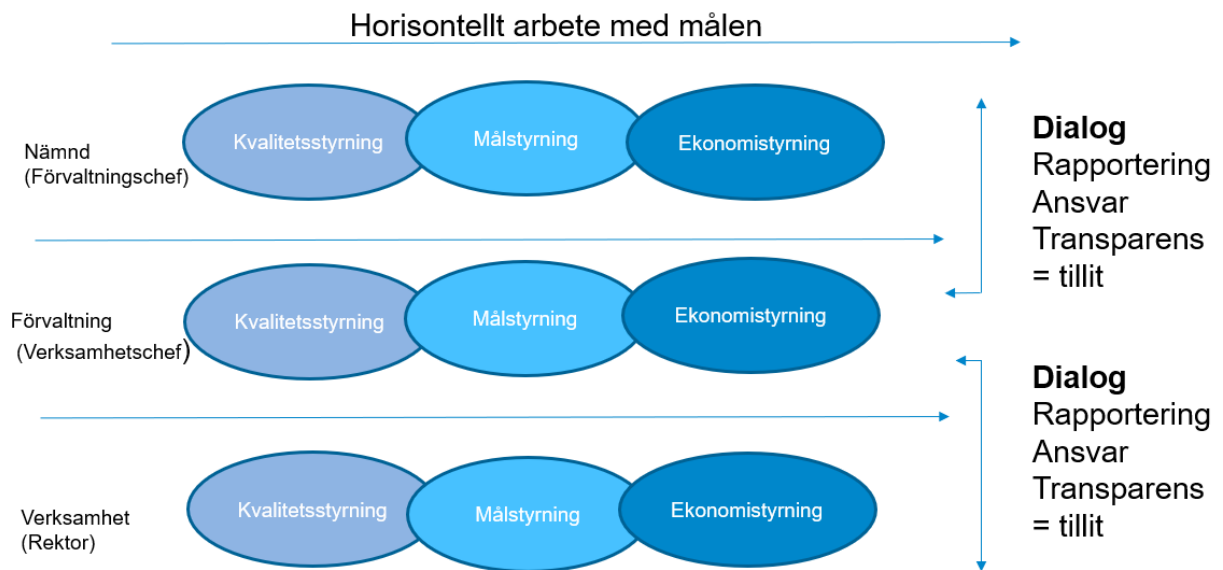 Horisontellt arbete med målen
Nämnd
(Förvaltningschef)
Kvalitetsstyrning
Målstyrning
Ekonomistyrning
Dialog
Rapportering
Ansvar
Transparens
= tillit
Förvaltning
(Verksamhetschef)
Kvalitetsstyrning
Målstyrning
Ekonomistyrning
Dialog
Rapportering
Ansvar
Transparens
= tillit
Verksamhet
(Rektor)
Kvalitetsstyrning
Målstyrning
Ekonomistyrning